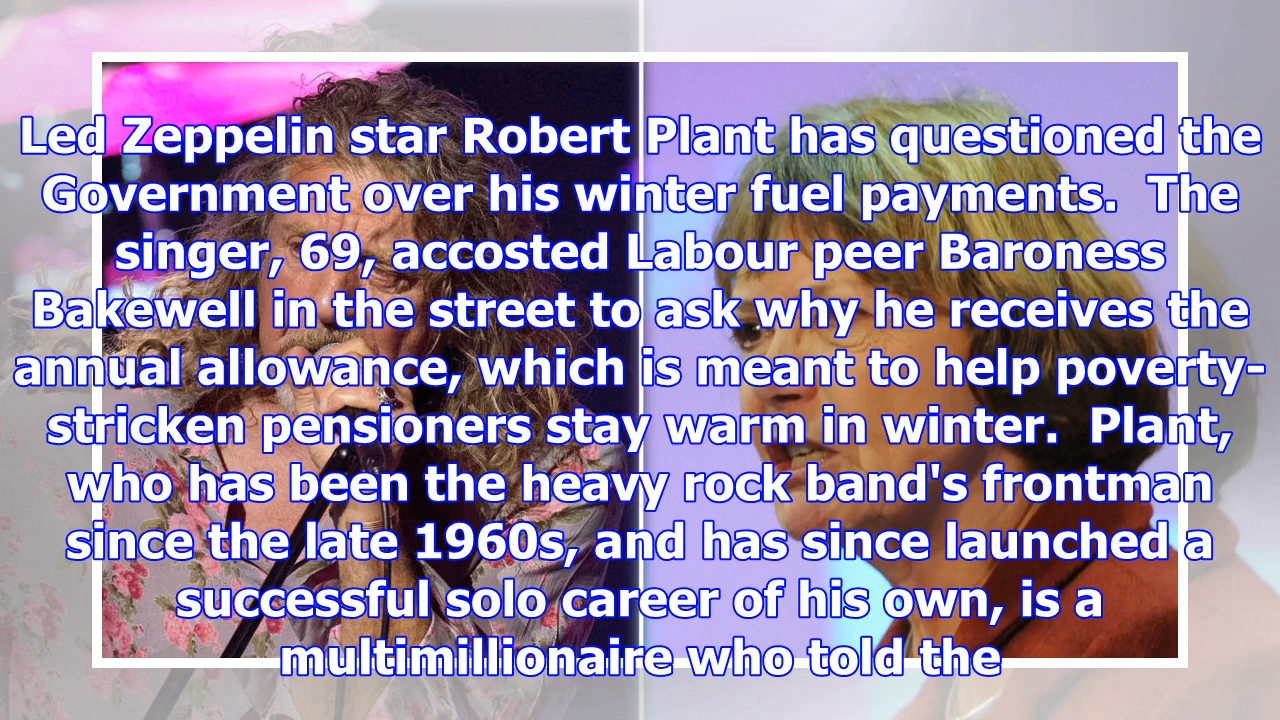 Led Zeppelin star Robert Plant has questioned the
Government over his winter fuel payments.  The
singer, 69, accosted Labour peer Baroness
Bakewell in the street to ask why he receives the
annual allowance, which is meant to help poverty-
stricken pensioners stay warm in winter.  Plant,
who has been the heavy rock band's frontman
since the late 1960s, and has since launched a
successful solo career of his own, is a
multimillionaire who told the